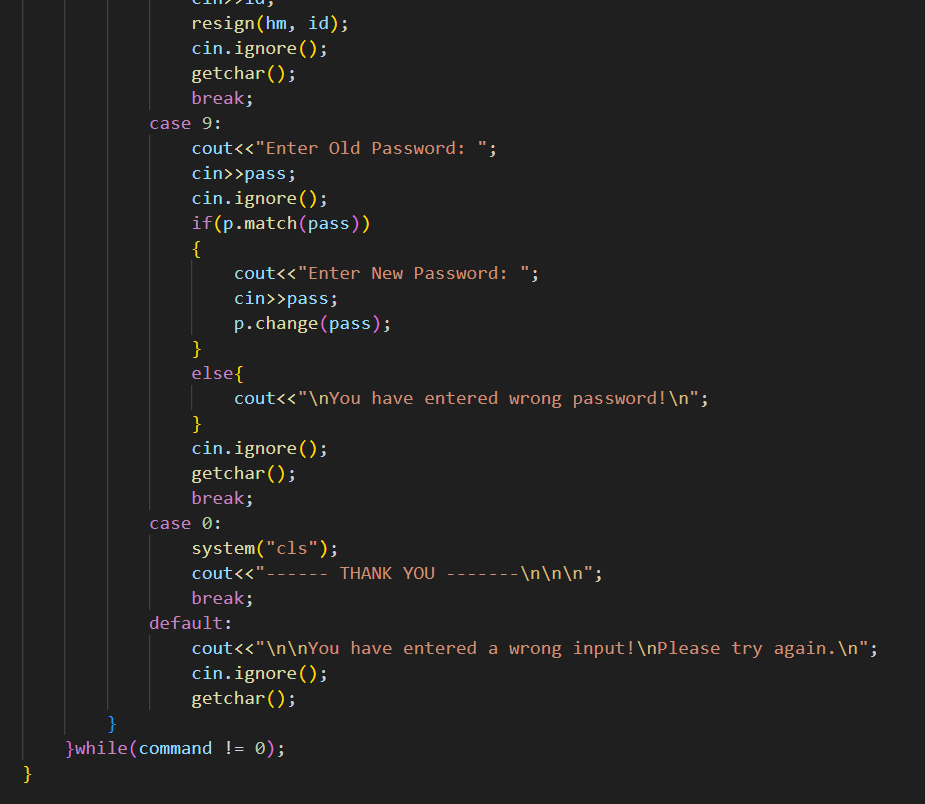 cin>>id;
resign(hm, id);
cin.ignore();
getchar();
break;
case 9:
cout<<"Enter Old Password: ";
cin>>pass;
cin.ignore();
if(p.match(pass))
{
cout<<"Enter New Password: ";
cin>>pass;
p.change(pass);
}
else{
cout<<"\nYou have entered wrong password!\n";
}
cin.ignore();
getchar();
break;
case 0:
system("cls");
cout<<"------ THANK YOU -------\n\n\n";
break;
default:
cout<<"\n\nYou have entered a wrong input!\nPlease try again.\n";
cin.ignore();
getchar();
}
}while(command != 0);
}